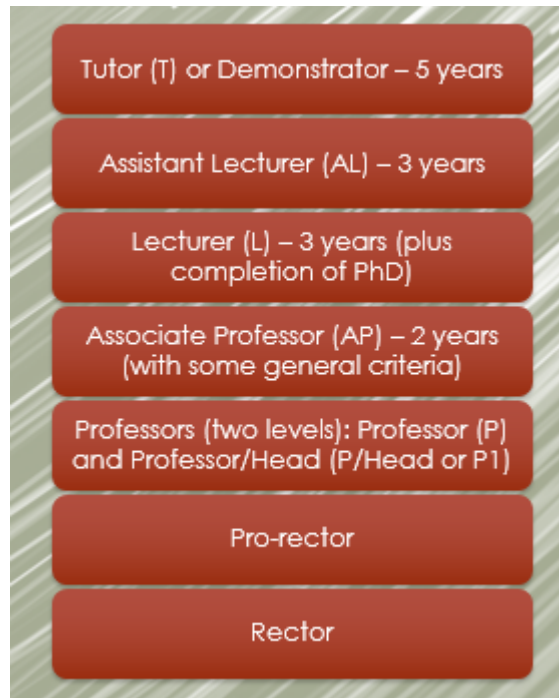 Tutor (T) or Demonstrator – 5 years
Assistant Lecturer (AL) – 3 years
Lecturer (L) – 3 years (plus
completion of PhD)
Associate Professor (AP) – 2 years
(with some general criteria)
Professors (two levels): Professor (P)
and Professor/Head (P/Head or P1)
Pro-rector
Rector